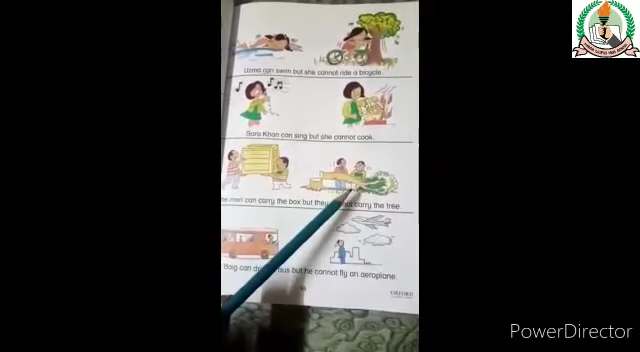 Uzma can swim but she cannot ride a bicycle.
Sara Khan can sing but she cannot cook.
men can carry the box but they carry the tree.
Baig can bus but he cannot fly an aeroplane.
OXFORD
PowerDirector